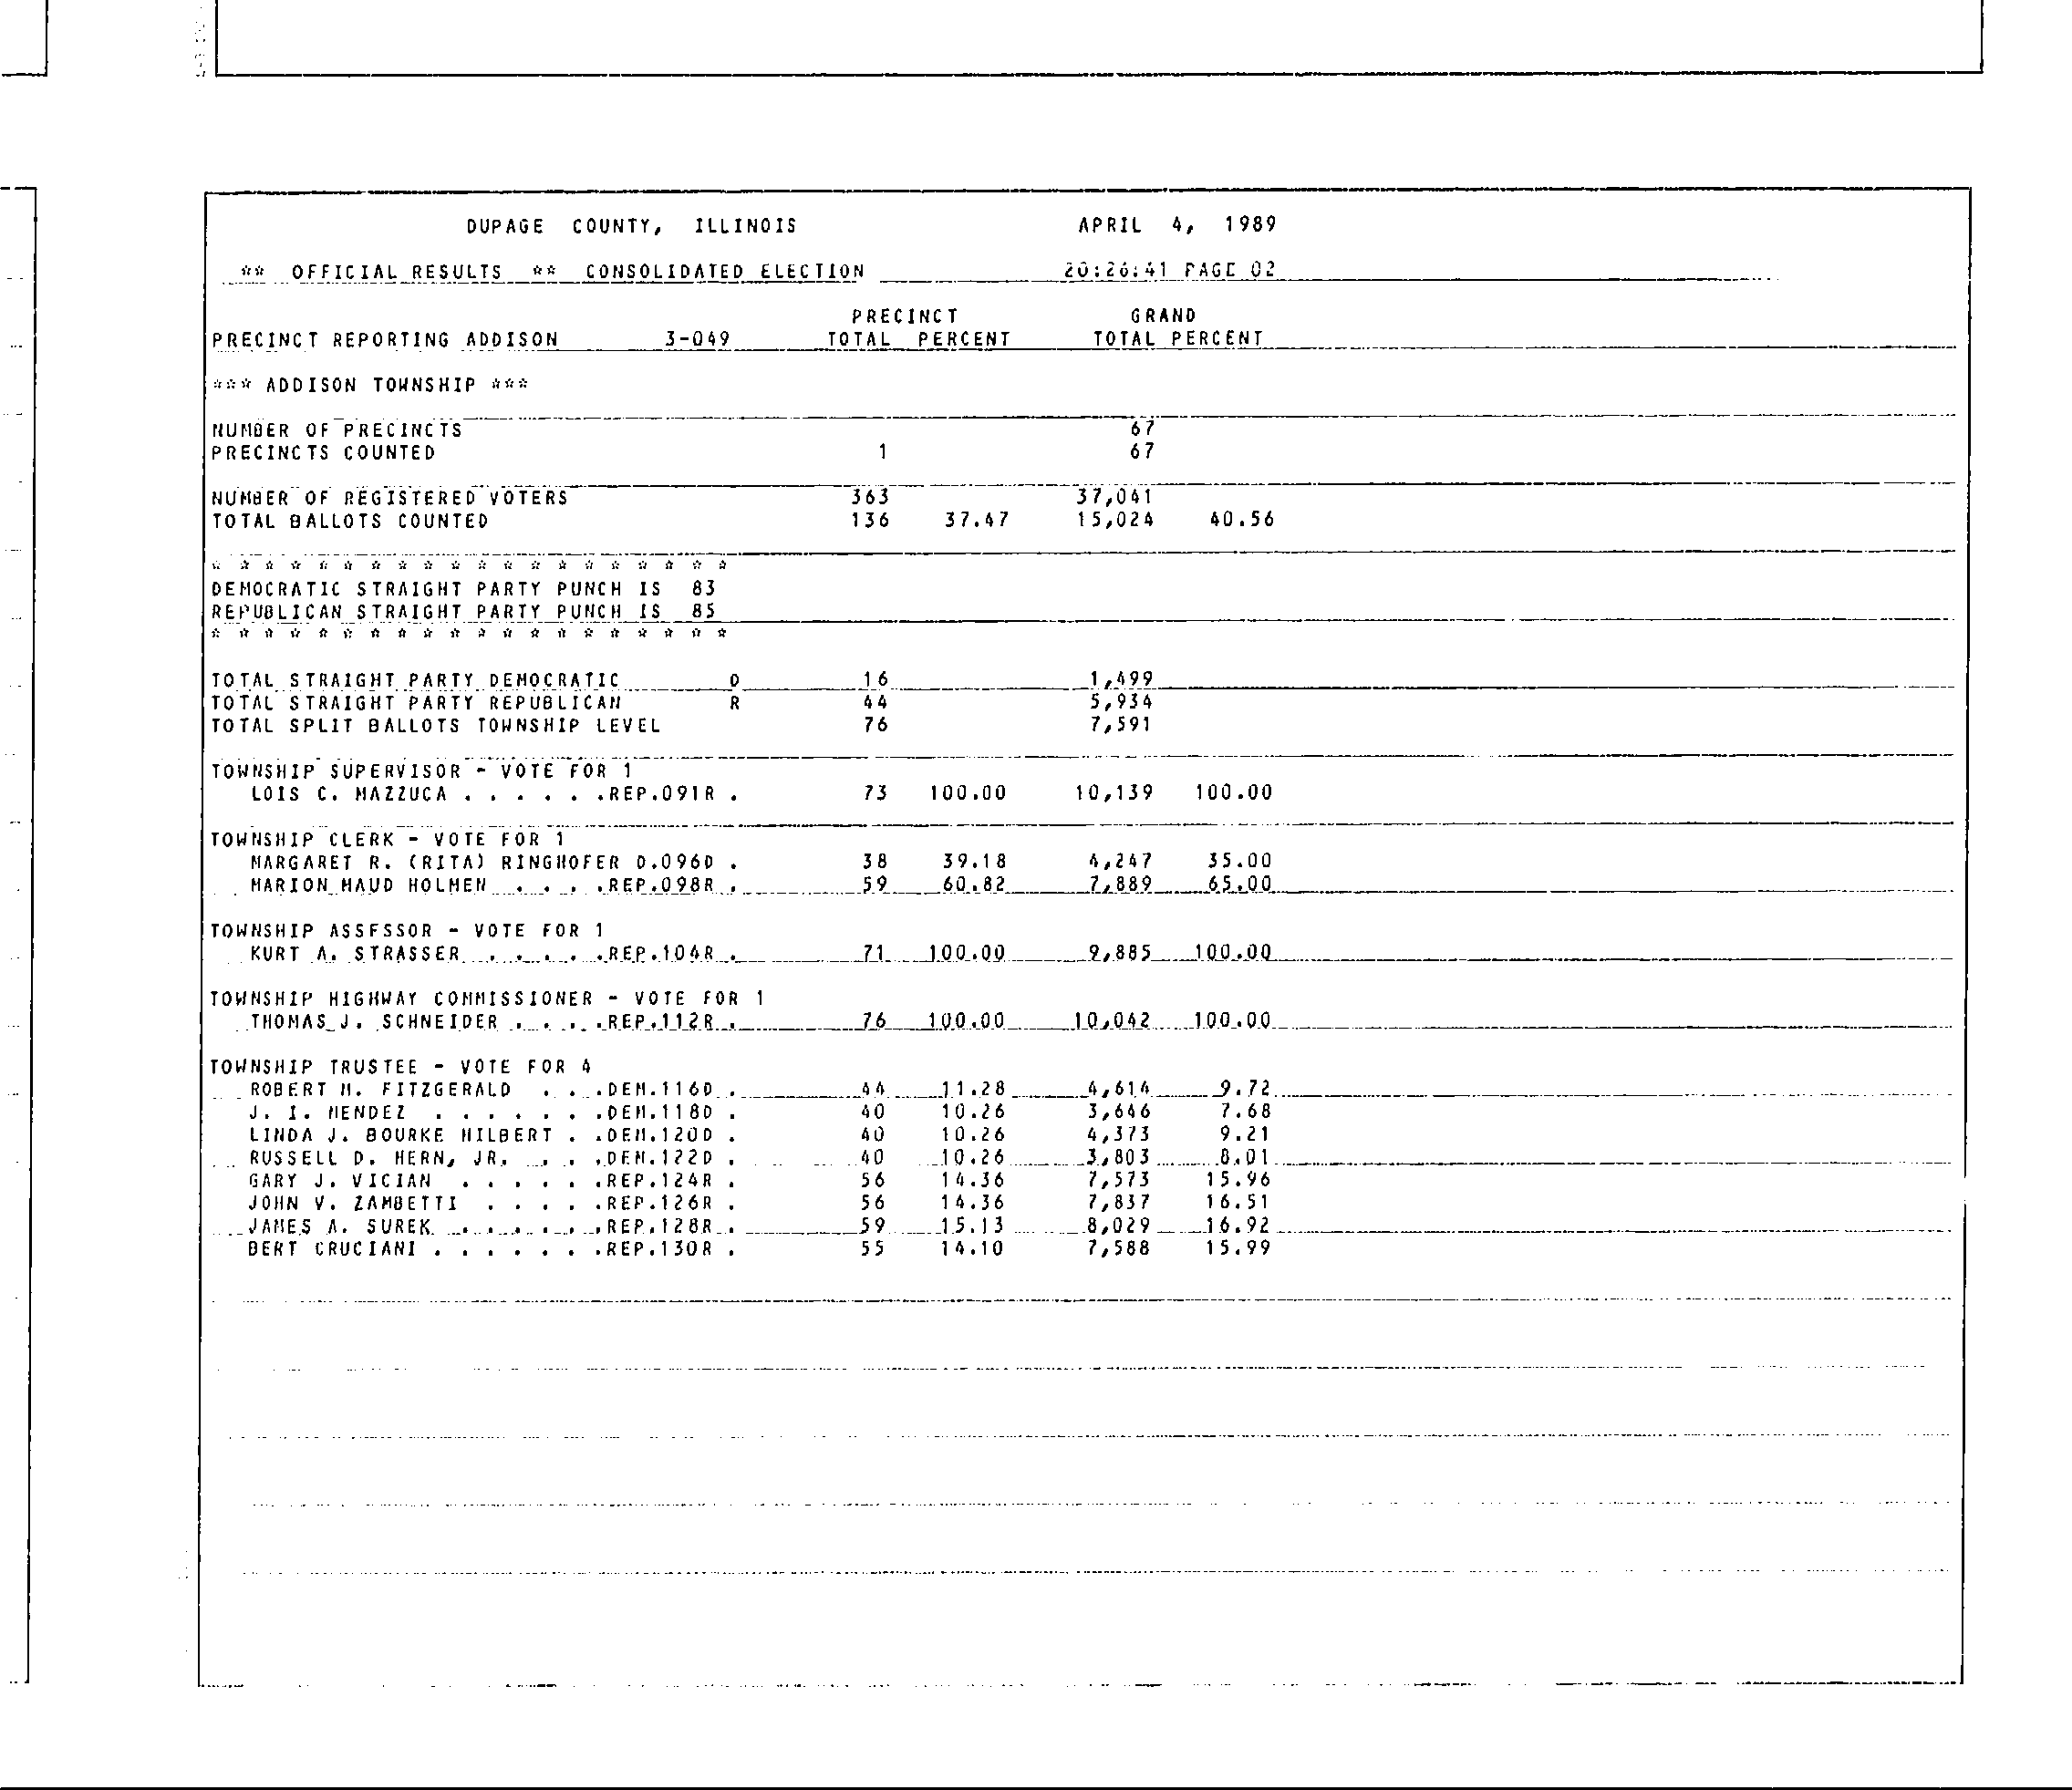 DUPAGE COUNTY, ILLINOIS APRIL 4, 1989
** OFFICIAL RESULTS ** CONSOLIDATED ELECTION 20:26:41 PAGE 02
PRECINCT GRAND
PRECINCT REPORTING ADDISON 3-049 TOTAL PERCENT TOTAL PERCENT
*** ADDISON TOWNSHIP ***
NUMBER OF PRECINCTS 67
PRECINCTS COUNTED 1 67
NUMBER OF REGISTERED VOTERS 363 37,041
TOTAL BALLOTS COUNTED 136 37.47 15,024 40.56
* * * * * * * * * * * * * * * * * * * *
DEMOCRATIC STRAIGHT PARTY PUNCH IS 83
REPUBLICAN STRAIGHT PARTY PUNCH IS 85
* * * * * * * * * * * * * * * * * * * *
TOTAL STRAIGHT PARTY DEMOCRATIC D 16 1,499
TOTAL STRAIGHT PARTY REPUBLICAN R 44 5,934
TOTAL SPLIT BALLOTS TOWNSHIP LEVEL 76 7,591
TOWNSHIP SUPERVISOR - VOTE FOR 1
LOIS C. MAZZUCA . . . . . .REP.091R . 73 100.00 10,139 100.00
TOWNSHIP CLERK - VOTE FOR 1
MARGARET R. (RITA) RINGHOFER D.096D . 38 39.18 4,247 35.00
MARION MAUD HOLMEN . . . .REP.098R . 59 60.82 7,889 65.00
TOWNSHIP ASSESSOR - VOTE FOR 1
KURT A. STRASSER . . . . .REP.104R . 71 100.00 9,885 100.00
TOWNSHIP HIGHWAY COMMISSIONER - VOTE FOR 1
THOMAS J. SCHNEIDER . . . .REP.112R . 76 100.00 10,042 100.00
TOWNSHIP TRUSTEE - VOTE FOR 4
ROBERT M. FITZGERALD . . .DEM.116D . 44 11.28 4,614 9.72
J. I. MENDEZ . . . . . . .DEM.118D . 40 10.26 3,646 7.68
LINDA J. BOURKE HILBERT . .DEM.120D . 40 10.26 4,373 9.21
RUSSELL D. HERN, JR. . . .DEM.122D . 40 10.26 3,803 8.01
GARY J. VICIAN . . . . . .REP.124R . 56 14.36 7,573 15.96
JOHN V. ZAMBETTI . . . . .REP.126R . 56 14.36 7,837 16.51
JAMES A. SUREK . . . . . .REP.128R . 59 15.13 8,029 16.92
BERT CRUCIANI . . . . . . .REP.130R . 55 14.10 7,588 15.99